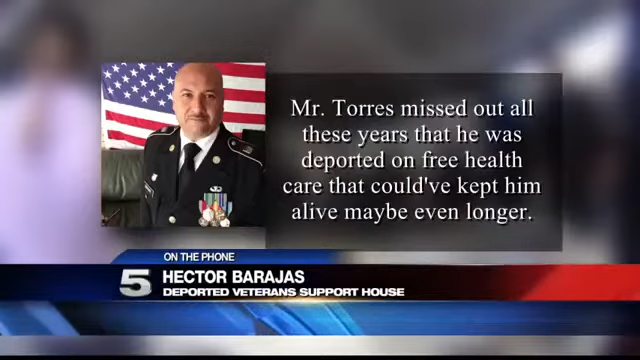 Mr. Torres missed out all
these years that he was
deported on free health
care that could've kept him
alive maybe even longer.
ON THE PHONE
5 HECTOR BARAJAS
DEPORTED VETERANS SUPPORT HOUSE